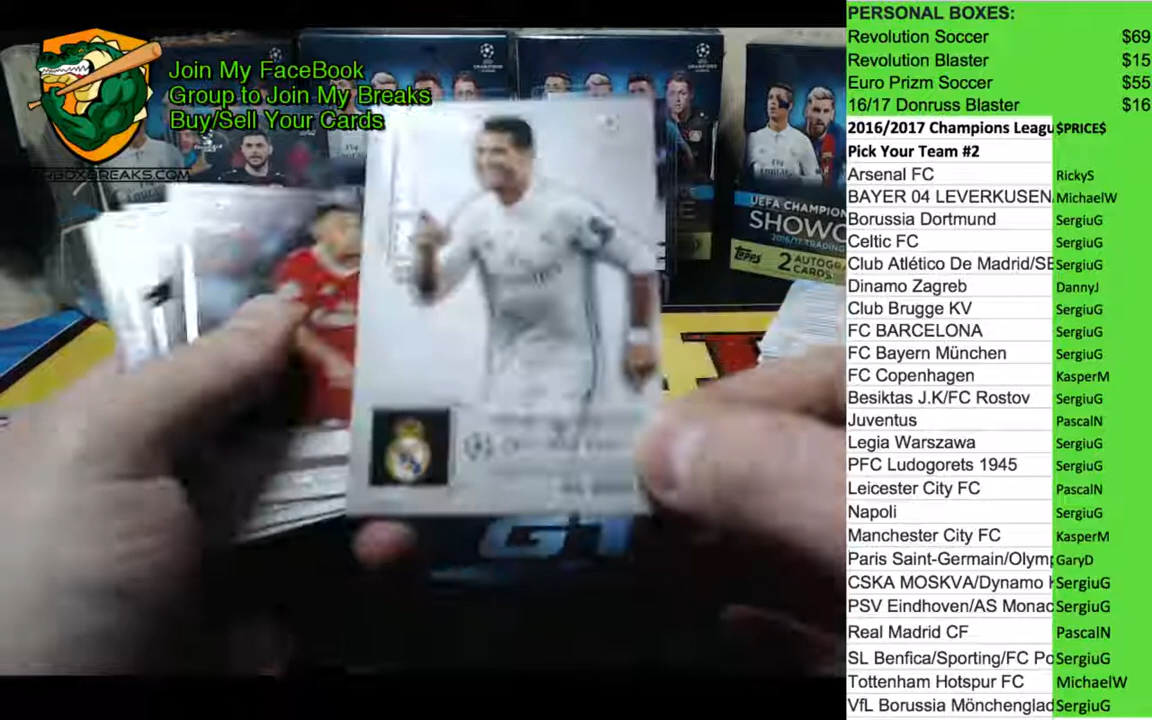 Join My FaceBook
Group to Join My Breaks
Buy/Sell Your Cards
BOXBREAKS.COM
UEFA CHAMPION
SHOWC
2016/17 TRADING
topps
2 AUTOGRA
CARDS
PERSONAL BOXES:
Revolution Soccer $69
Revolution Blaster $15
Euro Prizm Soccer $55
16/17 Donruss Blaster $16
2016/2017 Champions Leagu $PRICE$
Pick Your Team #2
Arsenal FC RickyS
BAYER 04 LEVERKUSEN MichaelW
Borussia Dortmund SergiuG
Celtic FC SergiuG
Club Atlético De Madrid/SE SergiuG
Dinamo Zagreb DannyJ
Club Brugge KV SergiuG
FC BARCELONA SergiuG
FC Bayern München SergiuG
FC Copenhagen KasperM
Besiktas J.K/FC Rostov SergiuG
Juventus PascalN
Legia Warszawa SergiuG
PFC Ludogorets 1945 SergiuG
Leicester City FC PascalN
Napoli SergiuG
Manchester City FC KasperM
Paris Saint-Germain/Olymp GaryD
CSKA MOSKVA/Dynamo K SergiuG
PSV Eindhoven/AS Monac SergiuG
Real Madrid CF PascalN
SL Benfica/Sporting/FC Po SergiuG
Tottenham Hotspur FC MichaelW
VfL Borussia Mönchenglad SergiuG